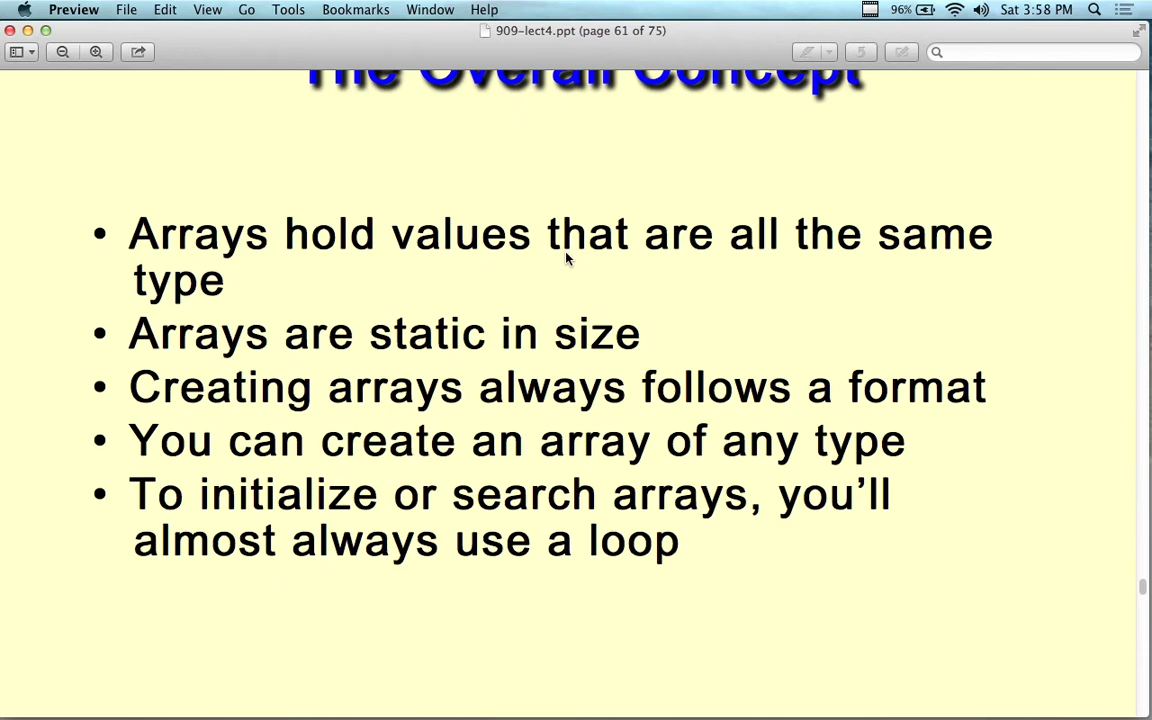 Preview File Edit View Go Tools Bookmarks Window Help 96% Sat 3:58 PM
909-lect4.ppt (page 61 of 75)
The Overall Concept
• Arrays hold values that are all the same
type
• Arrays are static in size
• Creating arrays always follows a format
• You can create an array of any type
• To initialize or search arrays, you’ll
almost always use a loop